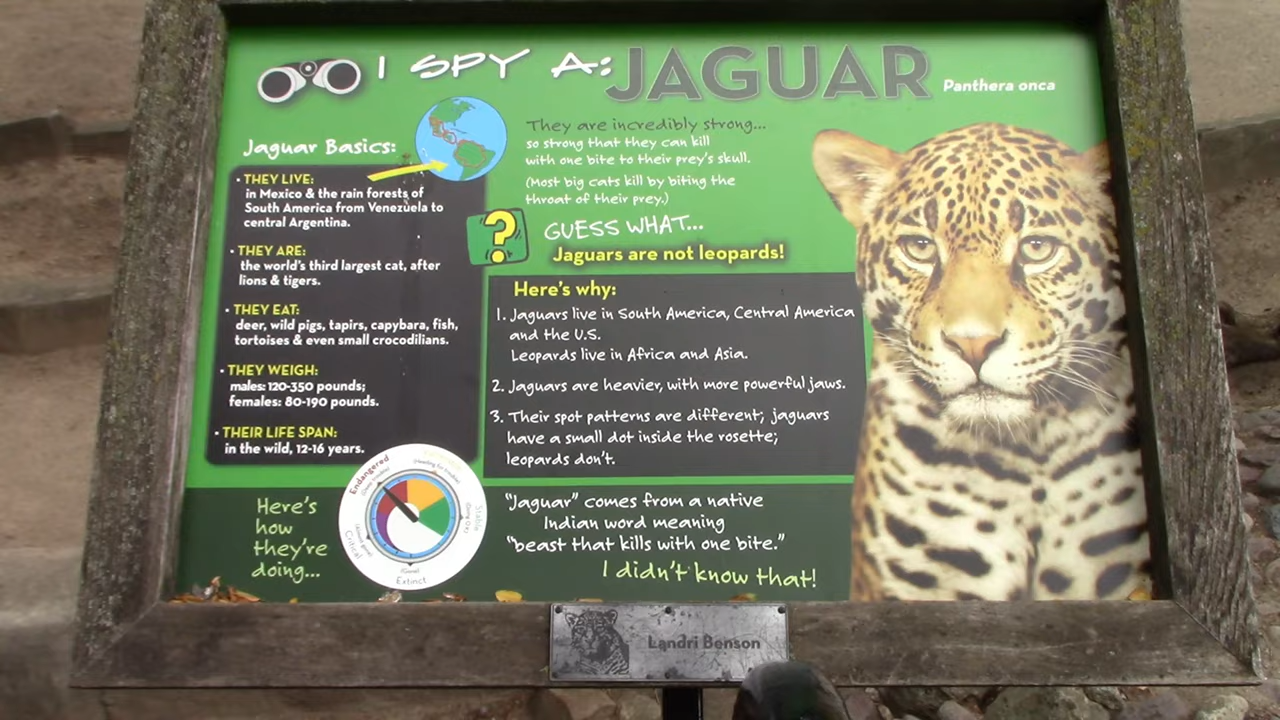 I SPY A: JAGUAR Panthera onca
Jaguar Basics:
• THEY LIVE:
in Mexico & the rain forests of
South America from Venezuela to
central Argentina.
• THEY ARE:
the world's third largest cat, after
lions & tigers.
• THEY EAT:
deer, wild pigs, tapirs, capybara, fish,
tortoises & even small crocodilians.
• THEY WEIGH:
males: 120-350 pounds;
females: 80-190 pounds.
• THEIR LIFE SPAN:
in the wild, 12-16 years.
They are incredibly strong...
so strong that they can kill
with one bite to their prey's skull.
(Most big cats kill by biting the
throat of their prey.)
?
GUESS WHAT...
Jaguars are not leopards!
Here's why:
1. Jaguars live in South America, Central America
and the U.S.
Leopards live in Africa and Asia.
2. Jaguars are heavier, with more powerful jaws.
3. Their spot patterns are different; jaguars
have a small dot inside the rosette;
leopards don't.
Here's
how
they're
doing...
Endangered
Stable
Critical
(Gone)
Extinct
"Jaguar" comes from a native
Indian word meaning
"beast that kills with one bite."
I didn't know that!
Landri Benson